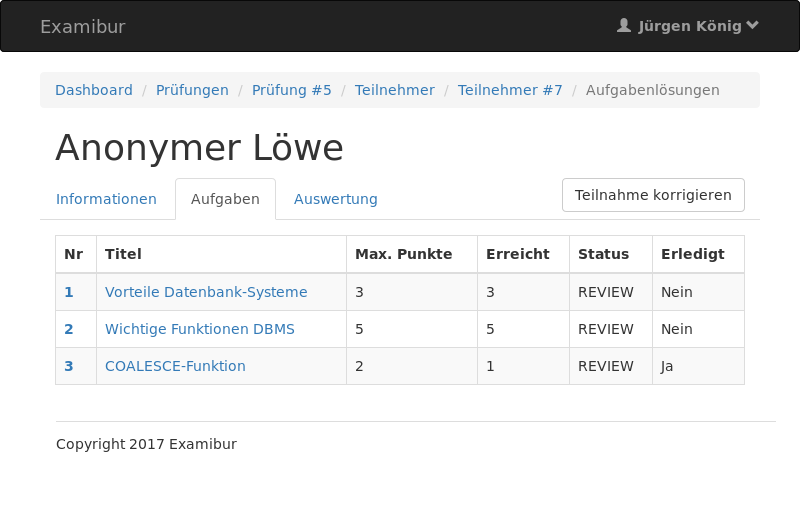 Examibur Jürgen König
Dashboard / Prüfungen / Prüfung #5 / Teilnehmer / Teilnehmer #7 / Aufgabenlösungen
Anonymer Löwe
Informationen Aufgaben Auswertung Teilnahme korrigieren
Nr Titel Max. Punkte Erreicht Status Erledigt
1 Vorteile Datenbank-Systeme 3 3 REVIEW Nein
2 Wichtige Funktionen DBMS 5 5 REVIEW Nein
3 COALESCE-Funktion 2 1 REVIEW Ja
Copyright 2017 Examibur